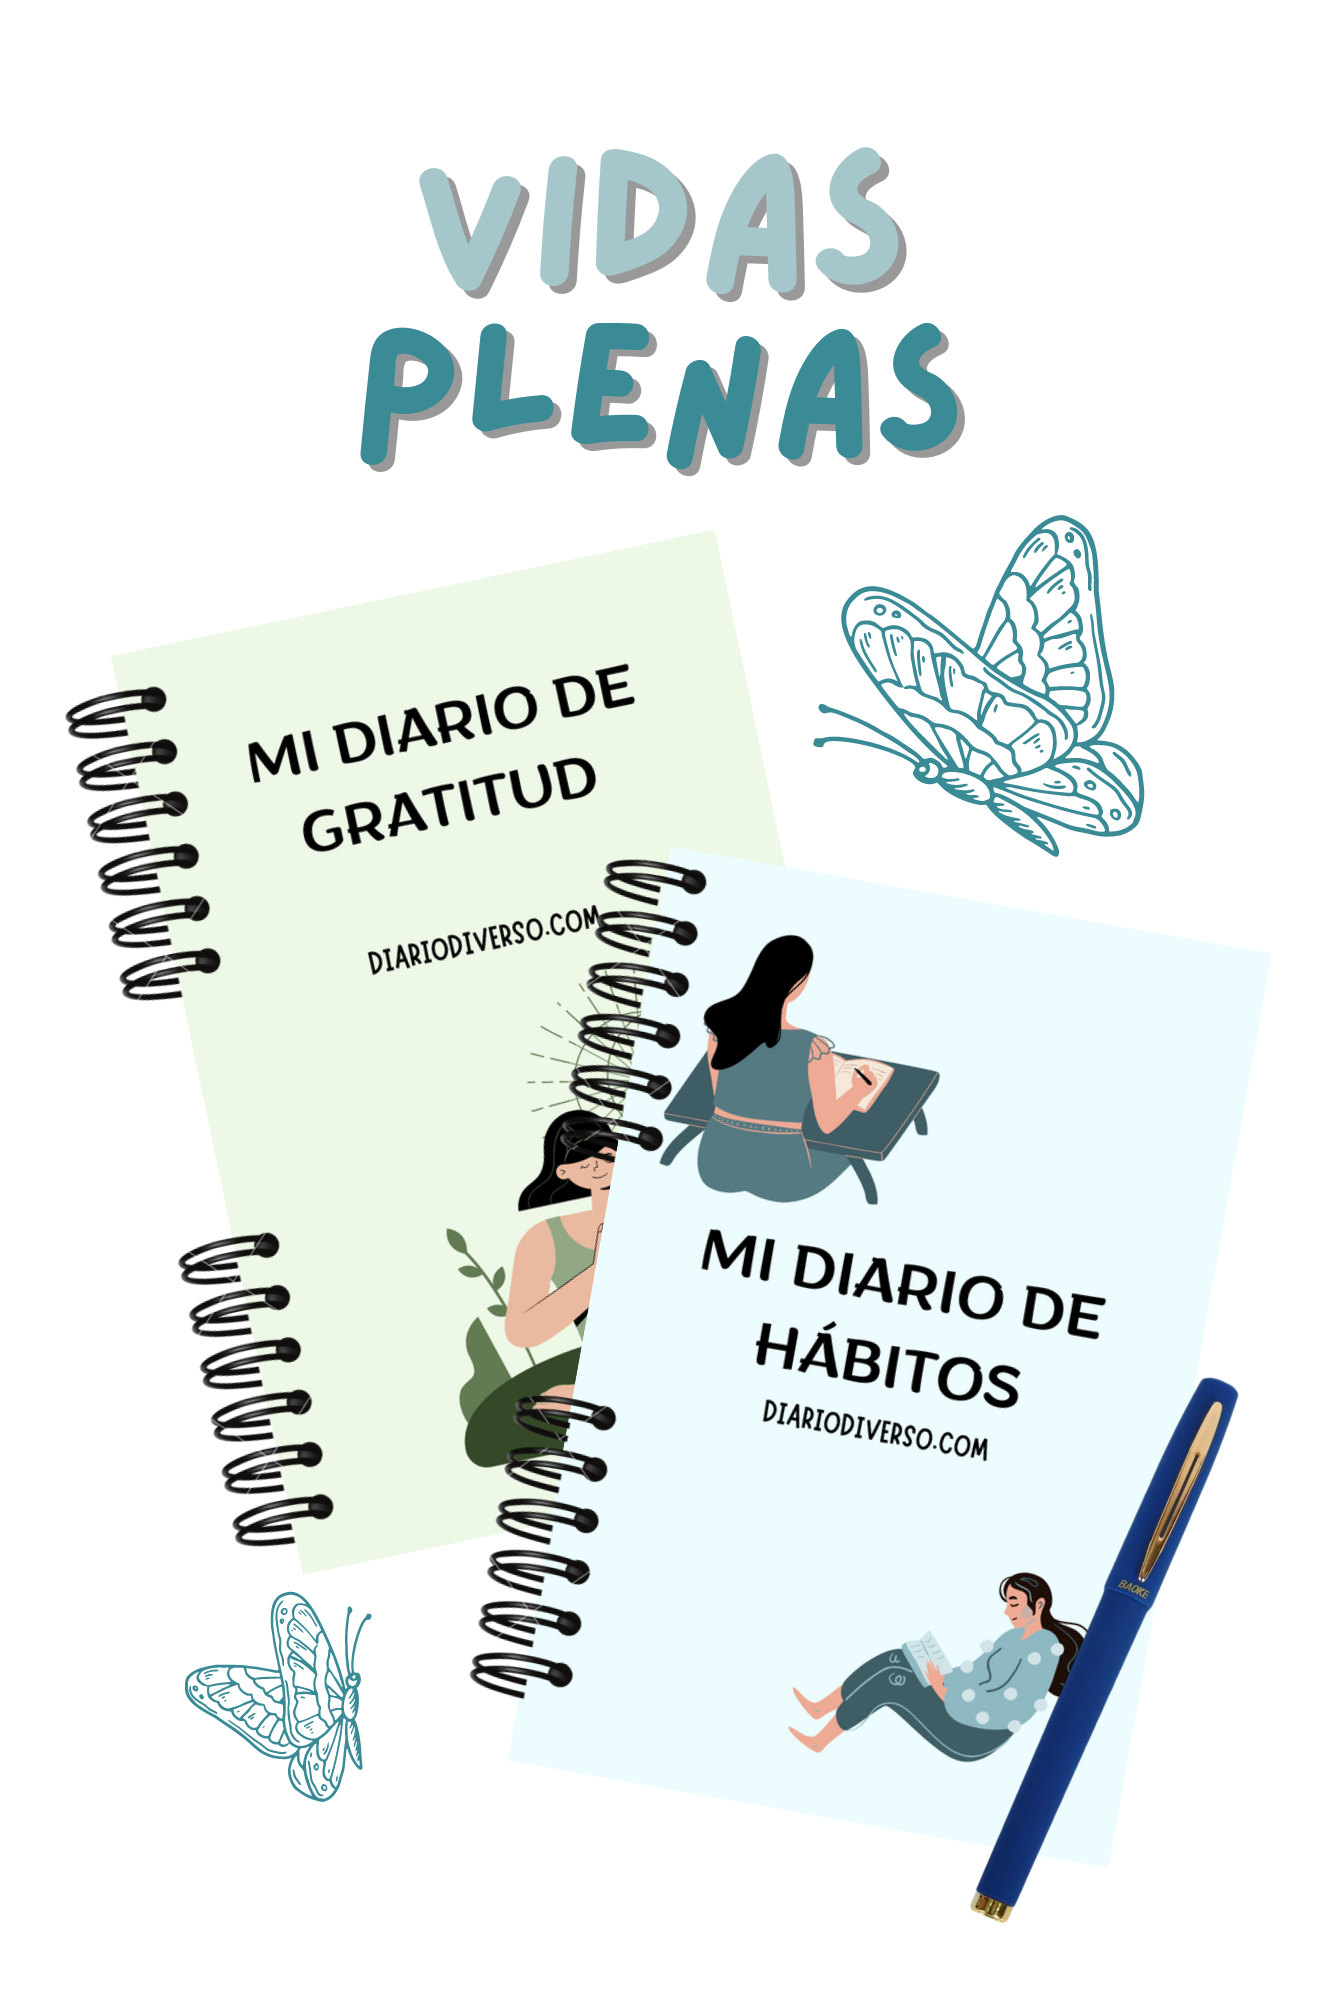 VIDAS
PLENAS
MI DIARIO DE
GRATITUD
DIARIODIVERSO.COM
MI DIARIO DE
HÁBITOS
DIARIODIVERSO.COM
BAOKE